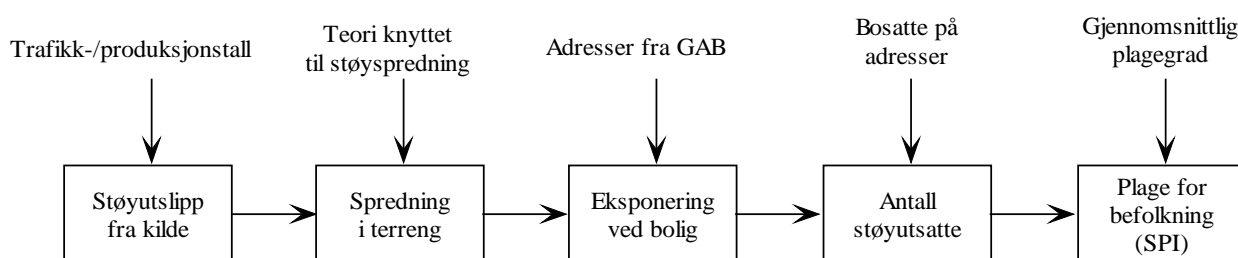 Trafikk-/produksjonstall
Teori knyttet
til støyspredning
Adresser fra GAB
Bosatte på
adresser
Gjennomsnittlig
plagegrad
Støyutslipp
fra kilde
Spredning
i terreng
Eksponering
ved bolig
Antall
støyutsatte
Plage for
befolkning
(SPI)